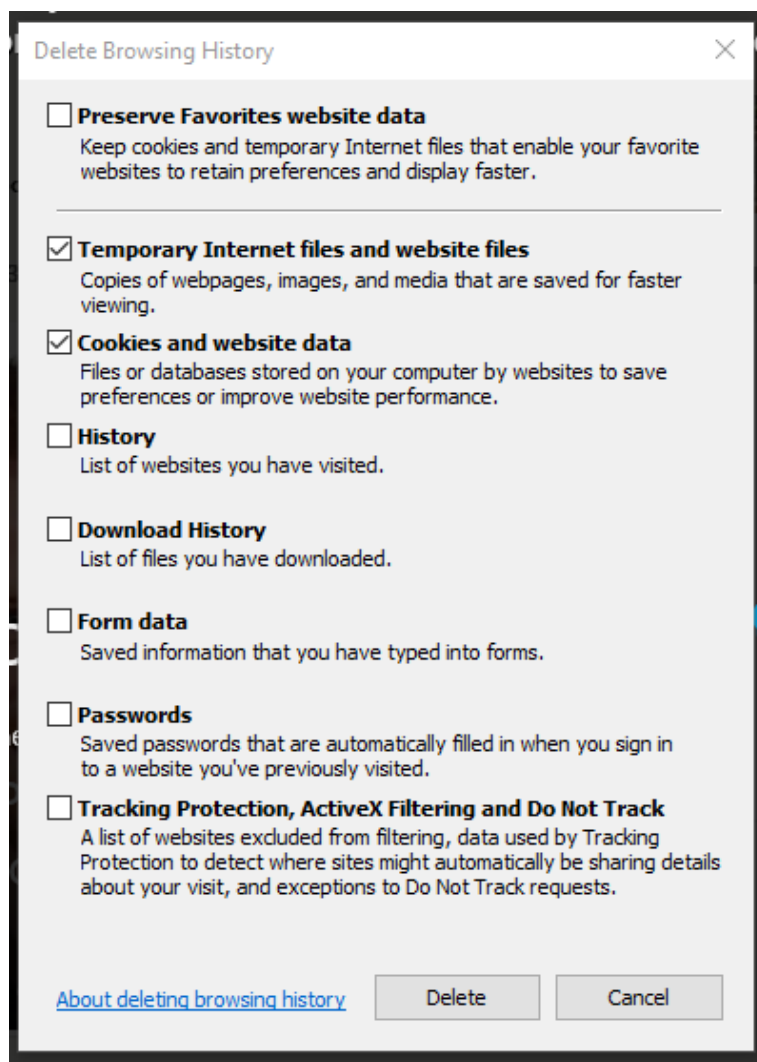 Delete Browsing History
Preserve Favorites website data
Keep cookies and temporary Internet files that enable your favorite
websites to retain preferences and display faster.
Temporary Internet files and website files
Copies of webpages, images, and media that are saved for faster
viewing.
Cookies and website data
Files or databases stored on your computer by websites to save
preferences or improve website performance.
History
List of websites you have visited.
Download History
List of files you have downloaded.
Form data
Saved information that you have typed into forms.
Passwords
Saved passwords that are automatically filled in when you sign in
to a website you've previously visited.
Tracking Protection, ActiveX Filtering and Do Not Track
A list of websites excluded from filtering, data used by Tracking
Protection to detect where sites might automatically be sharing details
about your visit, and exceptions to Do Not Track requests.
About deleting browsing history
Delete
Cancel